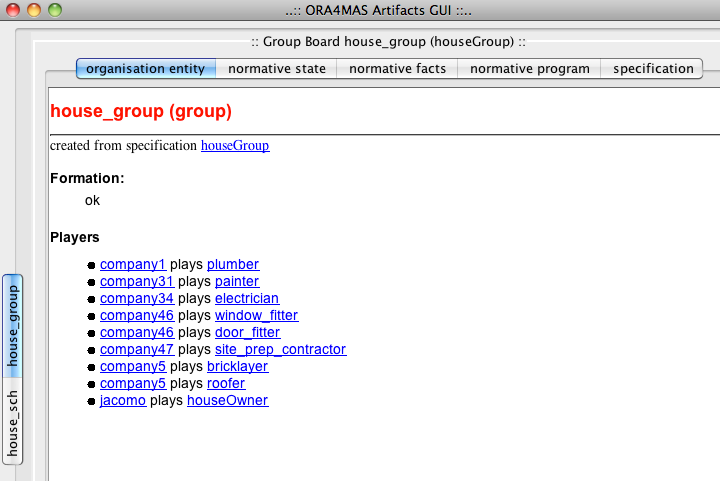 ..:: ORA4MAS Artifacts GUI ::..
:: Group Board house_group (houseGroup) ::
organisation entity normative state normative facts normative program specification
house_group (group)
created from specification houseGroup
Formation:
ok
Players
company1 plays plumber
company31 plays painter
company34 plays electrician
company46 plays window_fitter
company46 plays door_fitter
company47 plays site_prep_contractor
company5 plays bricklayer
company5 plays roofer
jacomo plays houseOwner
house_group
house_sch